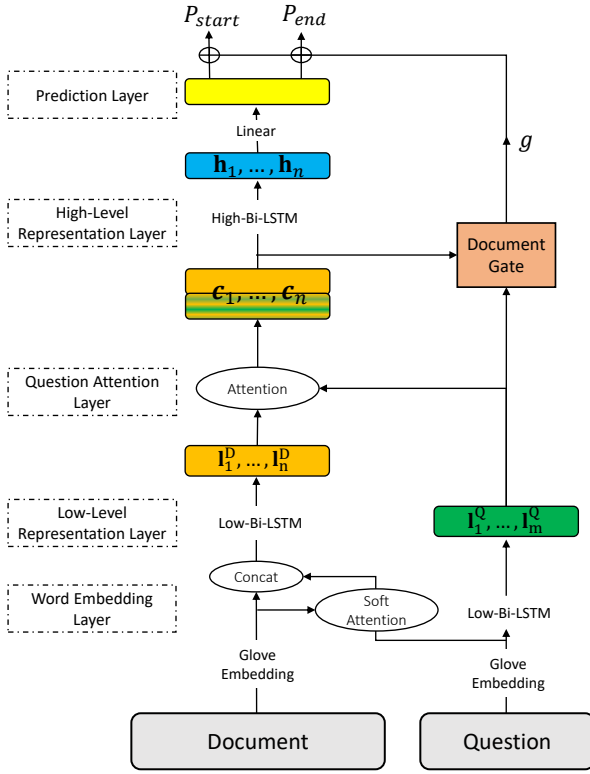 P_start
P_end
Prediction Layer
Linear
h_1, ..., h_n
g
High-Level
Representation Layer
High-Bi-LSTM
Document
Gate
c_1, ..., c_n
Question Attention
Layer
Attention
l_1^D, ..., l_n^D
Low-Level
Representation Layer
Low-Bi-LSTM
l_1^Q, ..., l_m^Q
Word Embedding
Layer
Concat
Soft
Attention
Low-Bi-LSTM
Glove
Embedding
Glove
Embedding
Document
Question